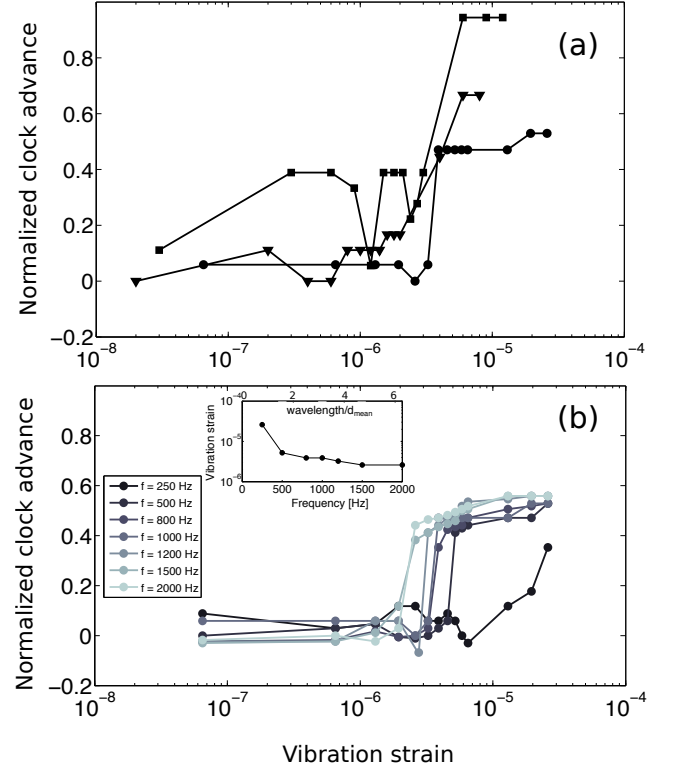 (a)
Normalized clock advance
0.8
0.6
0.4
0.2
0
−0.2
10⁻⁸ 10⁻⁷ 10⁻⁶ 10⁻⁵ 10⁻⁴
(b)
Normalized clock advance
0.8
0.6
0.4
0.2
0
−0.2
10⁻⁸ 10⁻⁷ 10⁻⁶ 10⁻⁵ 10⁻⁴
Vibration strain
f = 250 Hz
f = 500 Hz
f = 800 Hz
f = 1000 Hz
f = 1200 Hz
f = 1500 Hz
f = 2000 Hz
0 2 4 6
wavelength/dmean
Vibration strain
10⁻⁴
10⁻⁵
10⁻⁶
0 500 1000 1500 2000
Frequency [Hz]